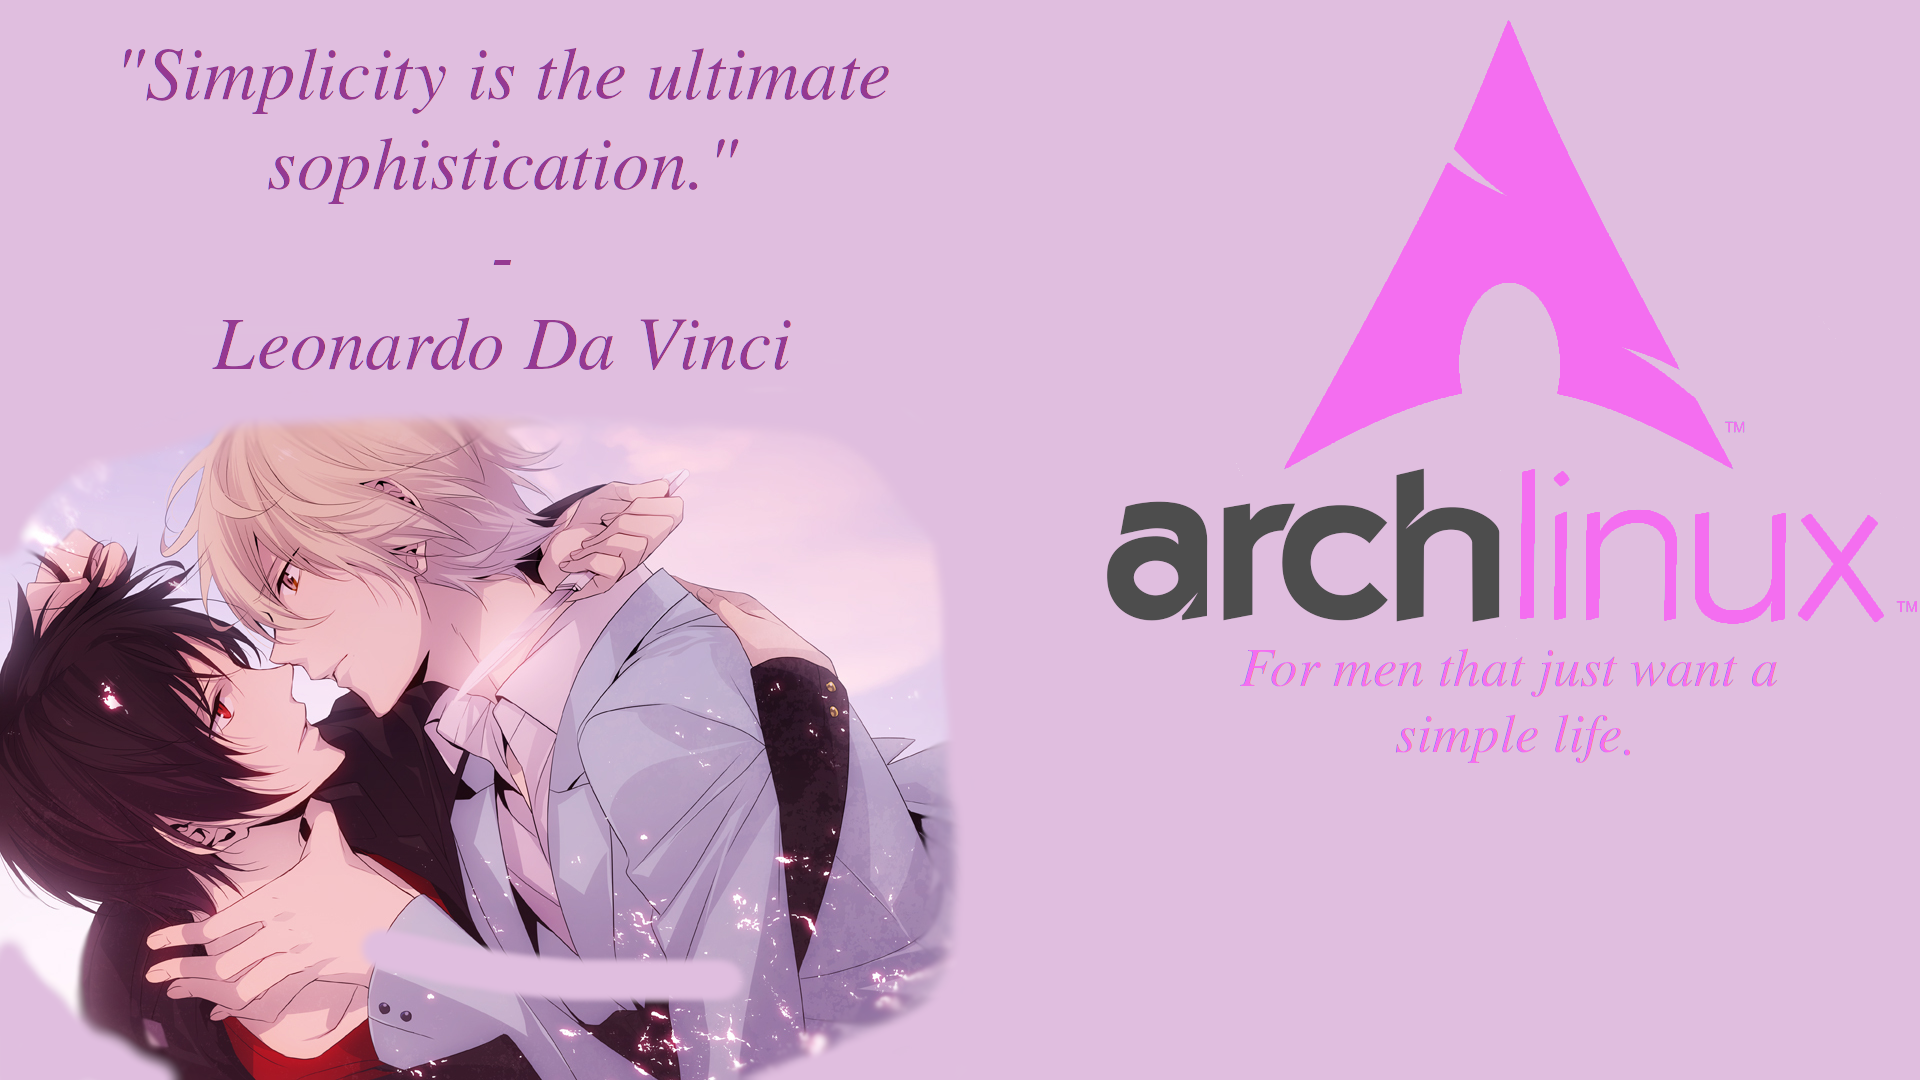 "Simplicity is the ultimate
sophistication."
-
Leonardo Da Vinci
TM
archlinux TM
For men that just want a
simple life.